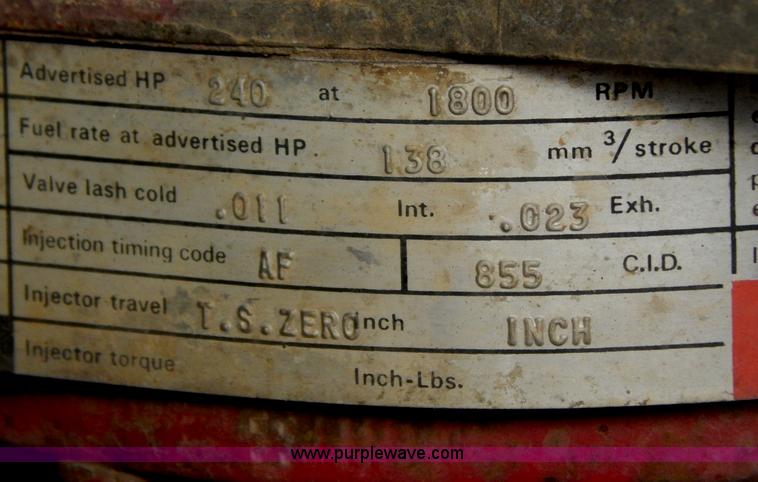 Advertised HP 240 at 1800 RPM
Fuel rate at advertised HP 138 mm 3/stroke
Valve lash cold .011 Int. .023 Exh.
Injection timing code AF 855 C.I.D.
Injector travel T.S.ZERO Inch INCH
Injector torque Inch-Lbs.
www.purplewave.com